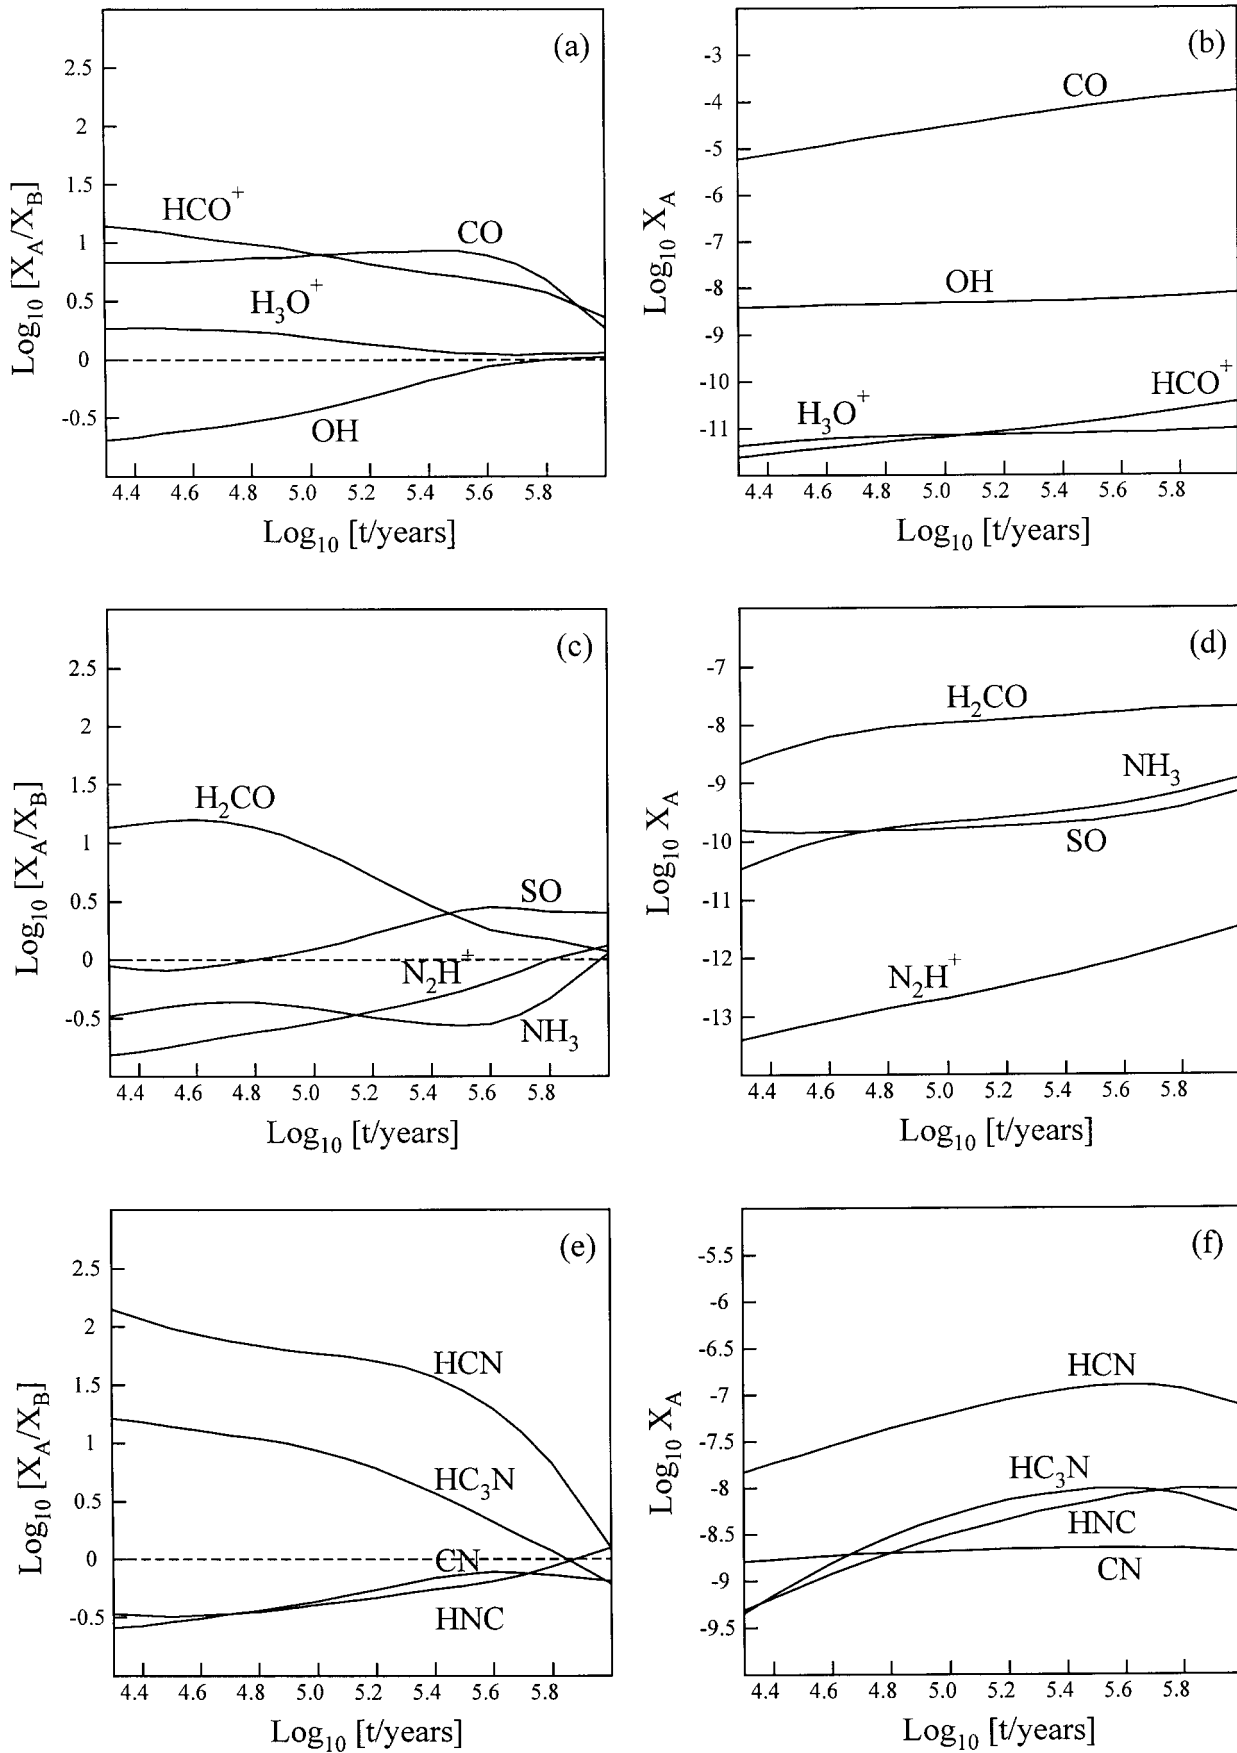 (a)
2.5
2
1.5
1
0.5
0
-0.5
HCO+
CO
H3O+
OH
Log10 [XA/XB]
4.4 4.6 4.8 5.0 5.2 5.4 5.6 5.8
Log10 [t/years]
(b)
-3
-4
-5
-6
-7
-8
-9
-10
-11
CO
OH
HCO+
H3O+
Log10 XA
4.4 4.6 4.8 5.0 5.2 5.4 5.6 5.8
Log10 [t/years]
(c)
2.5
2
1.5
1
0.5
0
-0.5
H2CO
SO
N2H+
NH3
Log10 [XA/XB]
4.4 4.6 4.8 5.0 5.2 5.4 5.6 5.8
Log10 [t/years]
(d)
-7
-8
-9
-10
-11
-12
-13
H2CO
NH3
SO
N2H+
Log10 XA
4.4 4.6 4.8 5.0 5.2 5.4 5.6 5.8
Log10 [t/years]
(e)
2.5
2
1.5
1
0.5
0
-0.5
HCN
HC3N
CN
HNC
Log10 [XA/XB]
4.4 4.6 4.8 5.0 5.2 5.4 5.6 5.8
Log10 [t/years]
(f)
-5.5
-6
-6.5
-7
-7.5
-8
-8.5
-9
-9.5
HCN
HC3N
HNC
CN
Log10 XA
4.4 4.6 4.8 5.0 5.2 5.4 5.6 5.8
Log10 [t/years]